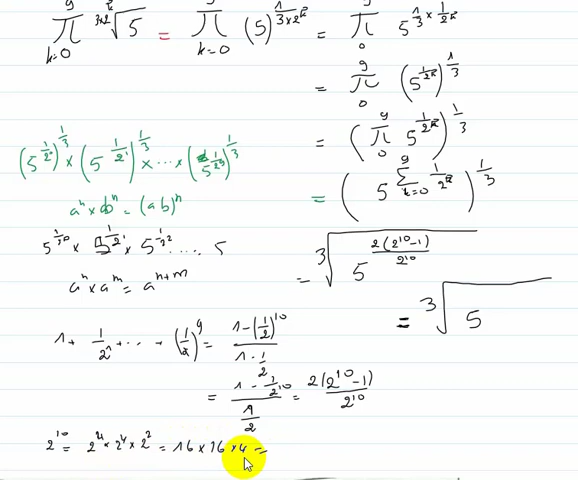 ∏_{k=0}^{9} ^{3×2^k}√5 = ∏_{k=0}^{9} (5)^{1/(3×2^k)} = ∏_{0}^{9} 5^{1/3 × 1/2^k}
= ∏_{0}^{9} (5^{1/2^k})^{1/3}
= (∏_{0}^{9} 5^{1/2^k})^{1/3}
= (5^{∑_{k=0}^{9} 1/2^k})^{1/3}
= ∛(5^{2(2^{10}-1)/2^{10}})
= ∛5
(5^{1/2^0})^{1/3} × (5^{1/2^1})^{1/3} × ... × (5^{1/2^9})^{1/3}
a^n × b^n = (ab)^n
5^{1/2^0} × 5^{1/2^1} × 5^{1/2^2} .... 5
a^n × a^m = a^{n+m}
1 + 1/2^1 + ... + (1/2)^9 = (1-(1/2)^{10})/(1-1/2)
= (1-1/2^{10})/(1/2) = 2(2^{10}-1)/2^{10}
2^{10} = 2^4 × 2^4 × 2^2 = 16 × 16 × 4 =